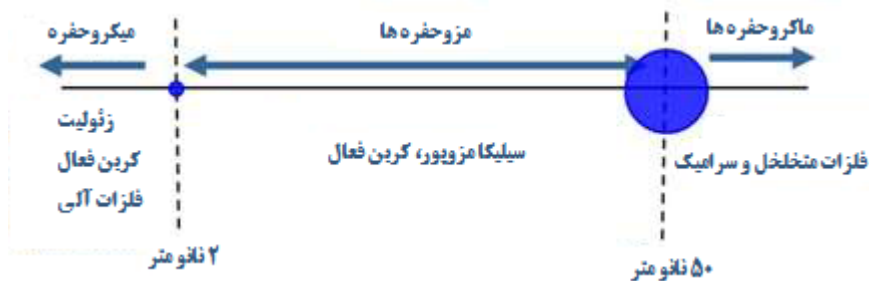 ماکروحفره ها
مزوحفره ها
میکروحفره
زئولیت
کربن فعال
فلزات آلی
سیلیکا مزوپور، کربن فعال
فلزات متخلخل و سرامیک
۲ نانو متر
۵۰ نانو متر